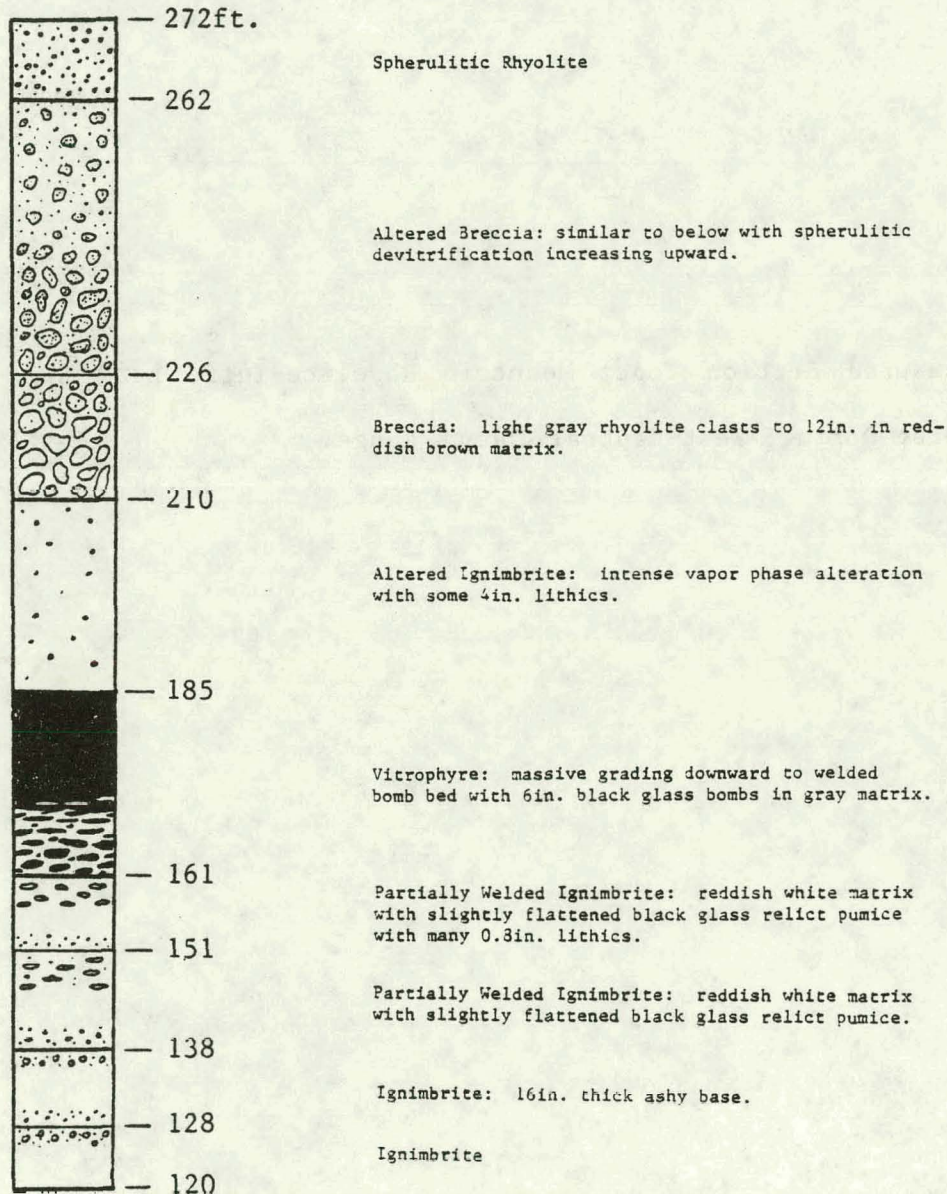 272ft.
Spherulitic Rhyolite
262
Altered Breccia: similar to below with spherulitic
devitrification increasing upward.
226
Breccia: light gray rhyolite clasts to 12in. in red-
dish brown matrix.
210
Altered Ignimbrite: intense vapor phase alteration
with some 4in. lithics.
185
Vitrophyre: massive grading downward to welded
bomb bed with 6in. black glass bombs in gray matrix.
161
Partially Welded Ignimbrite: reddish white matrix
with slightly flattened black glass relict pumice
with many 0.3in. lithics.
151
Partially Welded Ignimbrite: reddish white matrix
with slightly flattened black glass relict pumice.
138
Ignimbrite: 16in. thick ashy base.
128
Ignimbrite
120